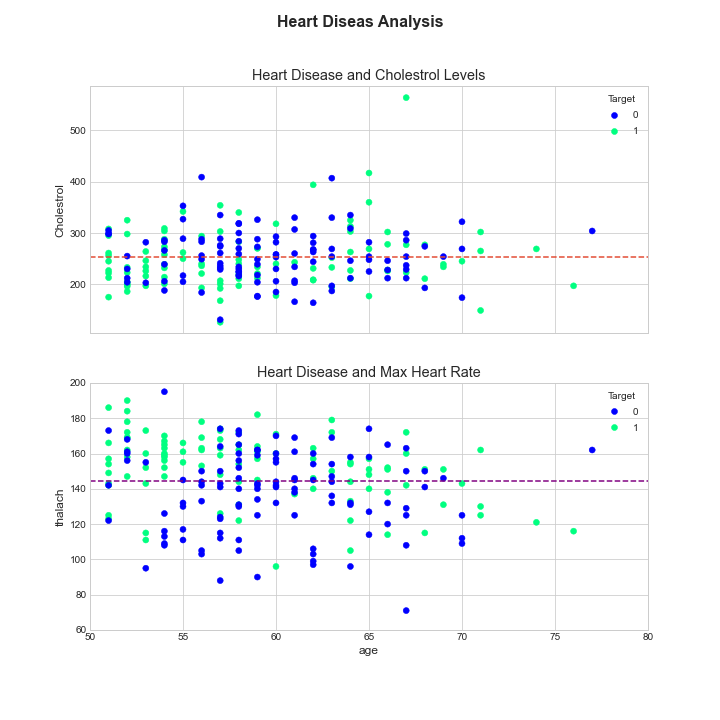 Heart Diseas Analysis
Heart Disease and Cholestrol Levels
Target
0
1
500
400
300
200
Cholestrol
Heart Disease and Max Heart Rate
Target
0
1
200
180
160
140
120
100
80
60
thalach
50 55 60 65 70 75 80
age